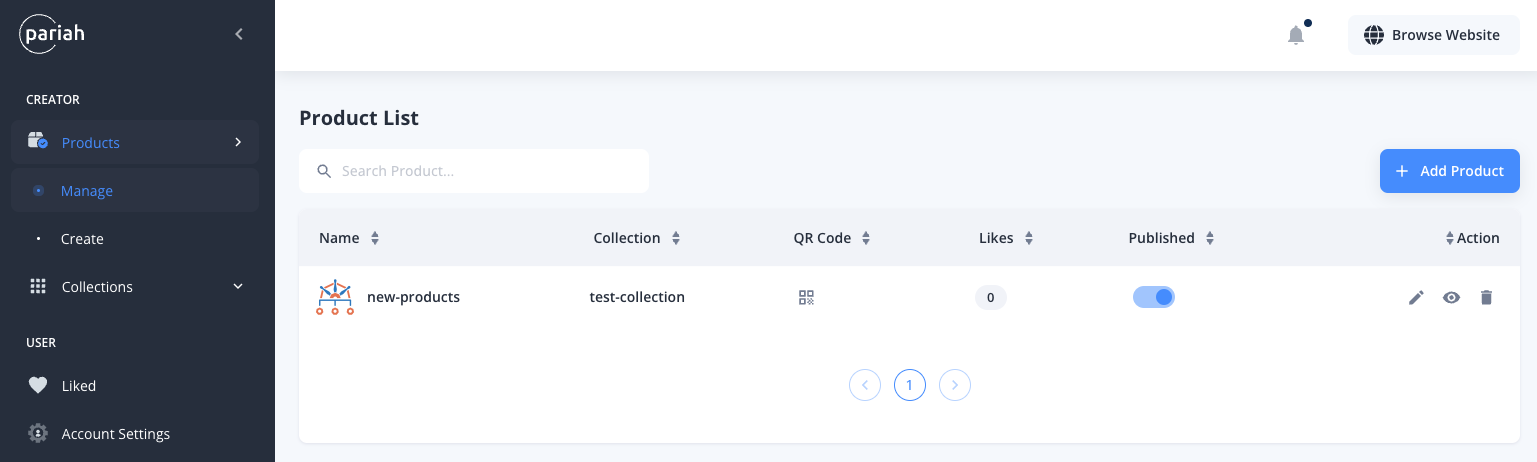 pariah
CREATOR
Products
Manage
Create
Collections
USER
Liked
Account Settings
Browse Website
Product List
Search Product...
Add Product
Name Collection QR Code Likes Published Action
new-products test-collection 0
1